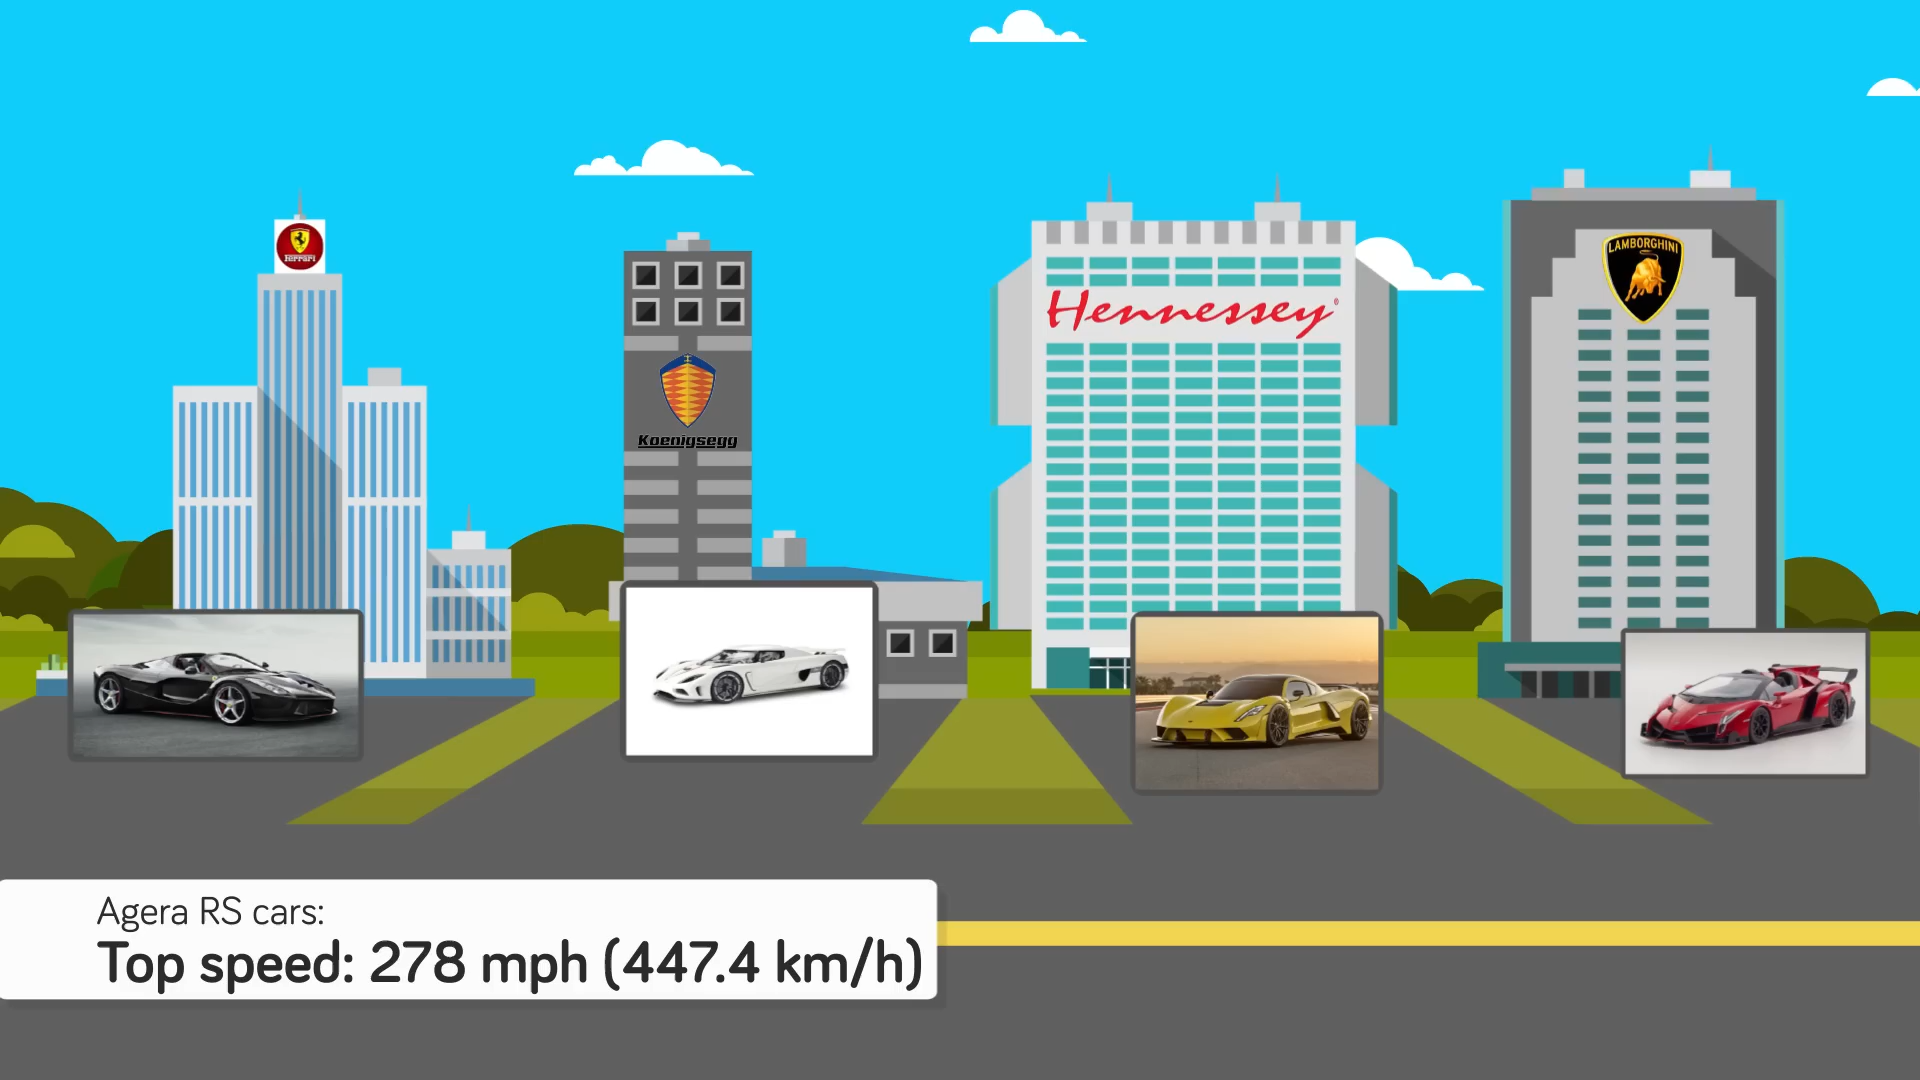 Ferrari
Koenigsegg
Hennessey®
LAMBORGHINI
Agera RS cars:
Top speed: 278 mph (447.4 km/h)